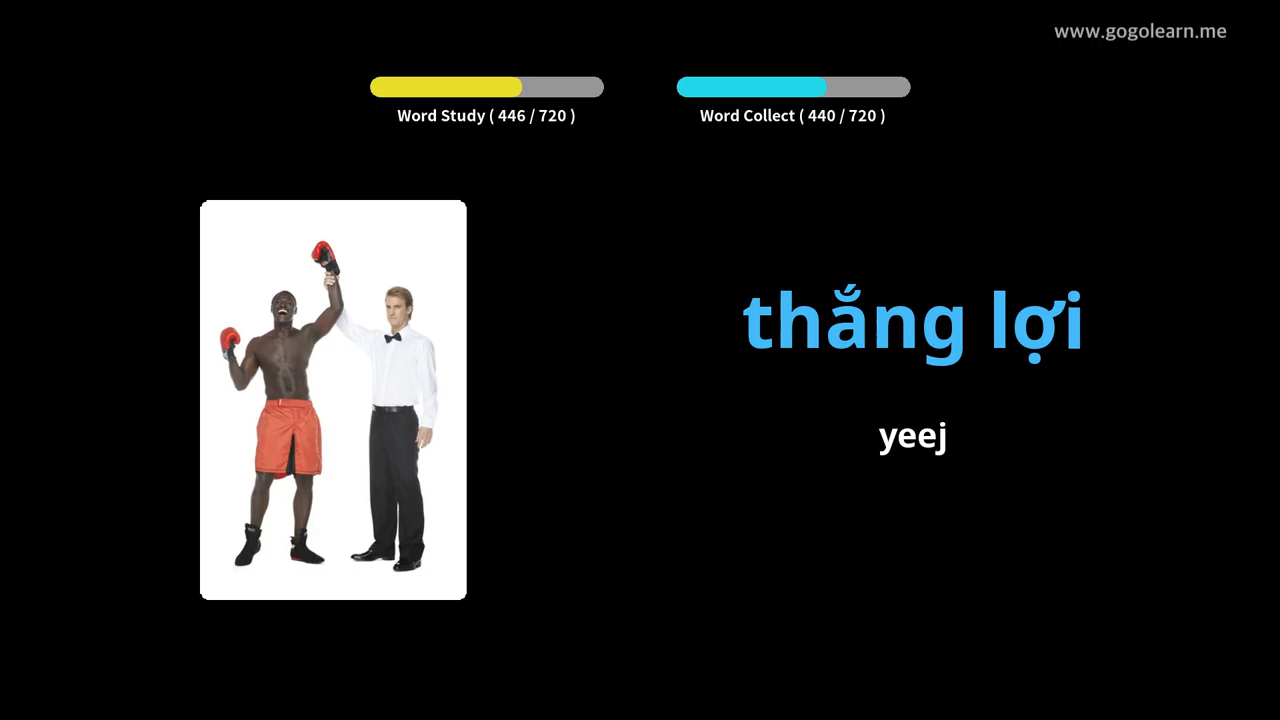 www.gogolearn.me
Word Study ( 446 / 720 )
Word Collect ( 440 / 720 )
thắng lợi
yeej